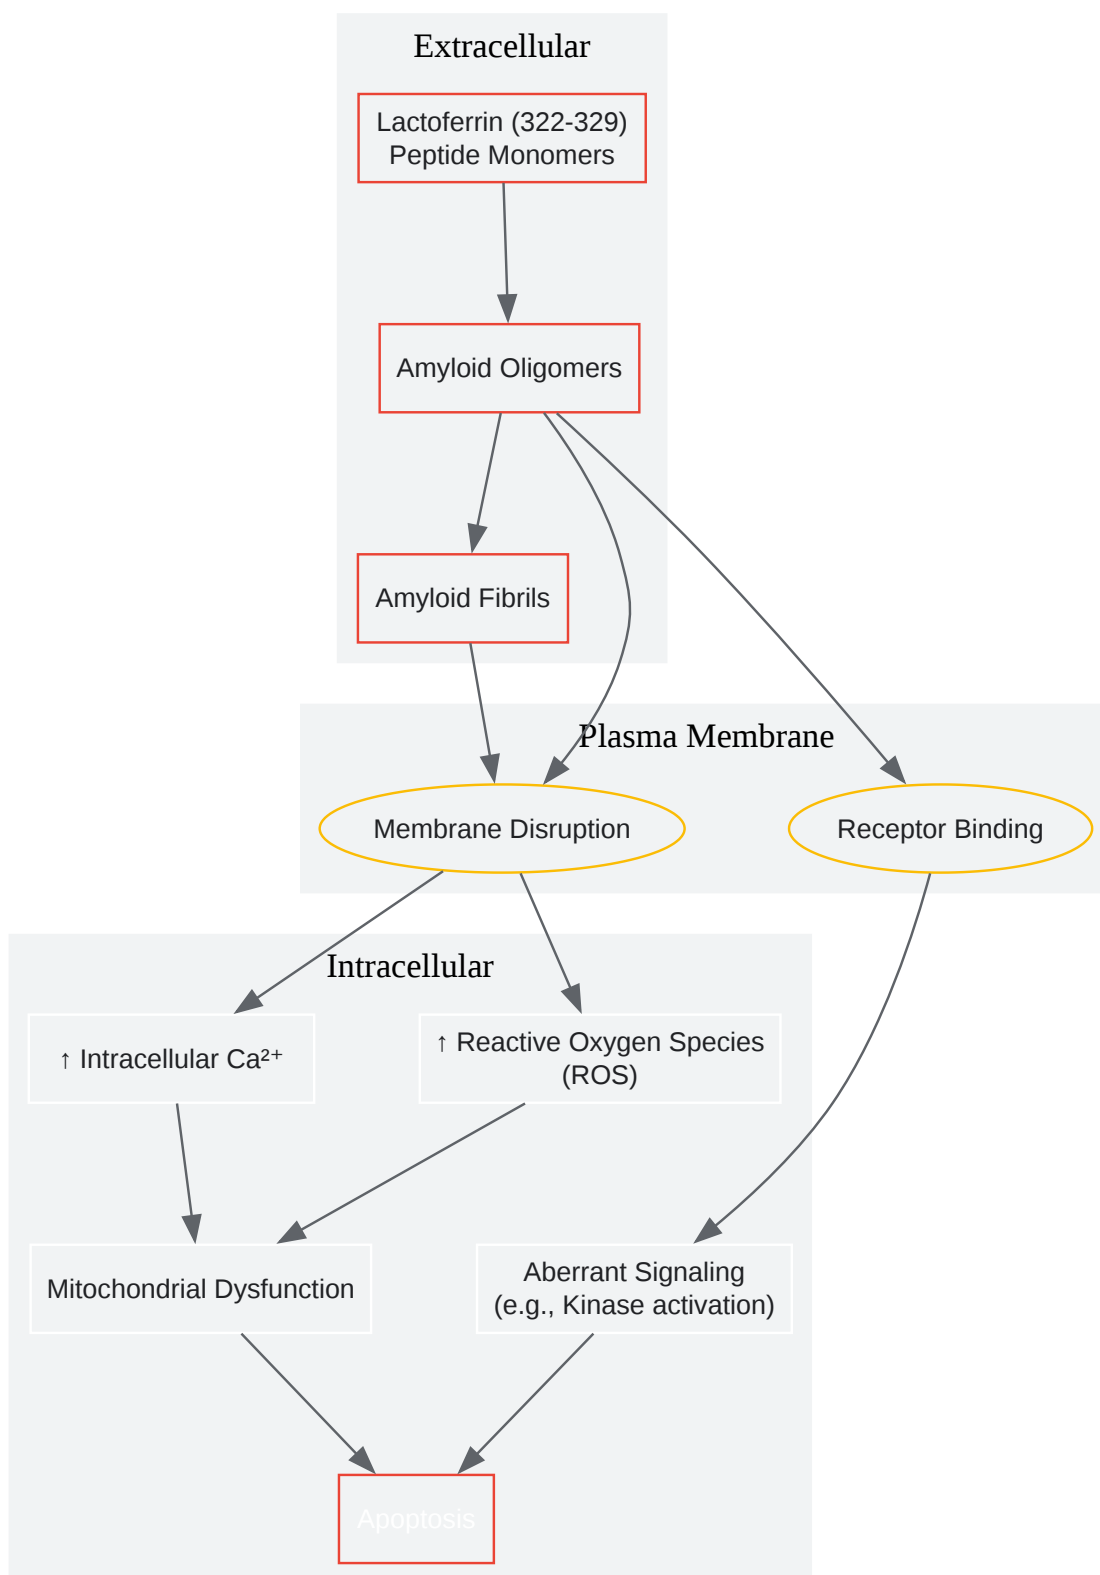 Extracellular
Lactoferrin (322-329)
Peptide Monomers
Amyloid Oligomers
Amyloid Fibrils
Plasma Membrane
Membrane Disruption
Receptor Binding
Intracellular
↑ Intracellular Ca²⁺
↑ Reactive Oxygen Species
(ROS)
Mitochondrial Dysfunction
Aberrant Signaling
(e.g., Kinase activation)
Apoptosis